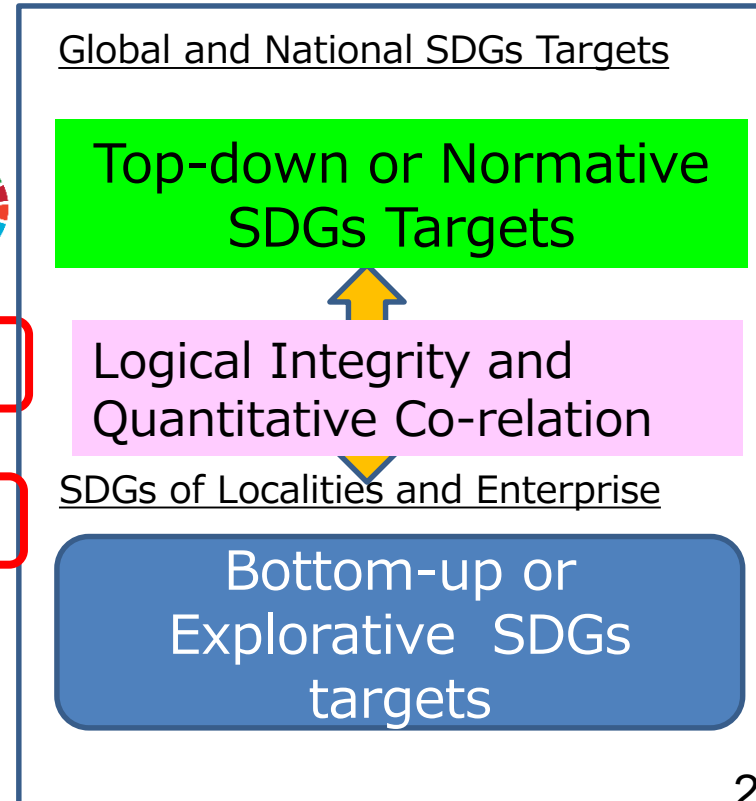 Global and National SDGs Targets
Top-down or Normative
SDGs Targets
Logical Integrity and
Quantitative Co-relation
SDGs of Localities and Enterprise
Bottom-up or
Explorative SDGs
targets
2